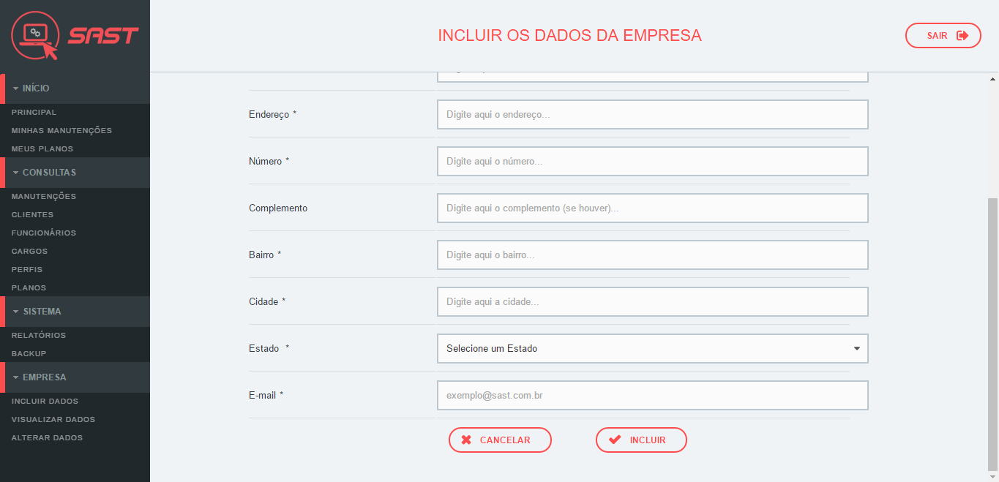 SAST
INCLUIR OS DADOS DA EMPRESA
SAIR
INÍCIO
PRINCIPAL
MINHAS MANUTENÇÕES
MEUS PLANOS
CONSULTAS
MANUTENÇÕES
CLIENTES
FUNCIONÁRIOS
CARGOS
PERFIS
PLANOS
SISTEMA
RELATÓRIOS
BACKUP
EMPRESA
INCLUIR DADOS
VISUALIZAR DADOS
ALTERAR DADOS
Endereço * Digite aqui o endereço...
Número * Digite aqui o número...
Complemento Digite aqui o complemento (se houver)...
Bairro * Digite aqui o bairro...
Cidade * Digite aqui a cidade...
Estado * Selecione um Estado
E-mail * exemplo@sast.com.br
CANCELAR INCLUIR